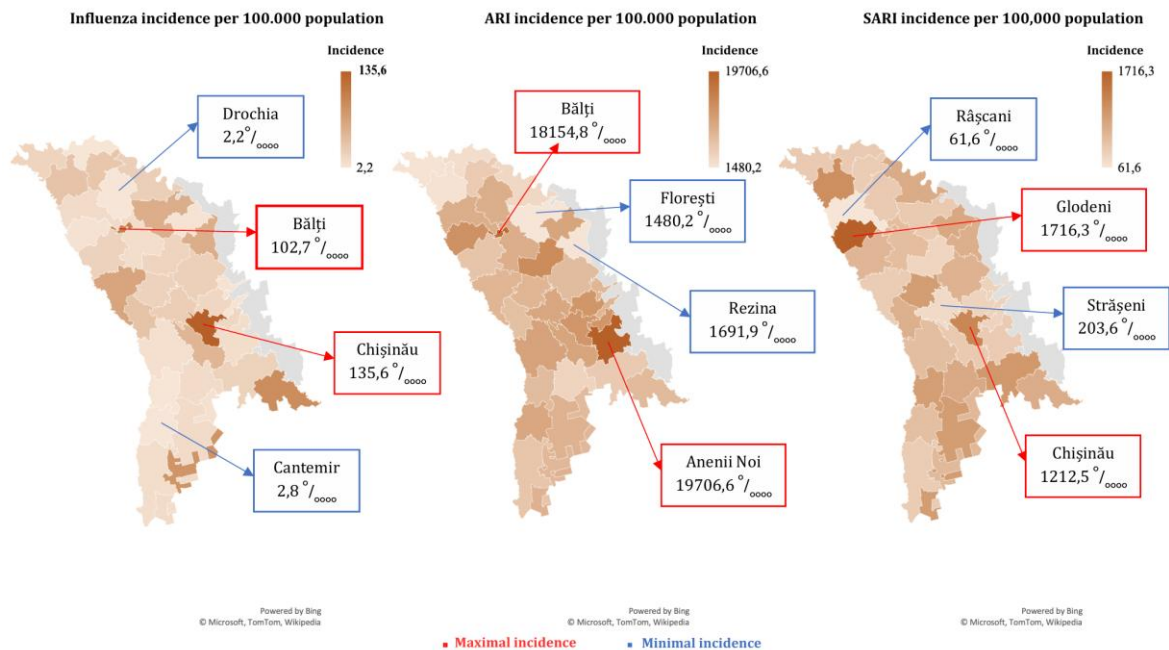 Influenza incidence per 100.000 population
Incidence
135,6
2,2
Drochia
2,2 °/oooo
Bălți
102,7 °/oooo
Chișinău
135,6 °/oooo
Cantemir
2,8 °/oooo
Powered by Bing
© Microsoft, TomTom, Wikipedia
ARI incidence per 100.000 population
Incidence
19706,6
1480,2
Bălți
18154,8 °/oooo
Florești
1480,2 °/oooo
Rezina
1691,9 °/oooo
Anenii Noi
19706,6 °/oooo
Powered by Bing
© Microsoft, TomTom, Wikipedia
SARI incidence per 100,000 population
Incidence
1716,3
61,6
Râșcani
61,6 °/oooo
Glodeni
1716,3 °/oooo
Strășeni
203,6 °/oooo
Chișinău
1212,5 °/oooo
Powered by Bing
© Microsoft, TomTom, Wikipedia
Maximal incidence
Minimal incidence